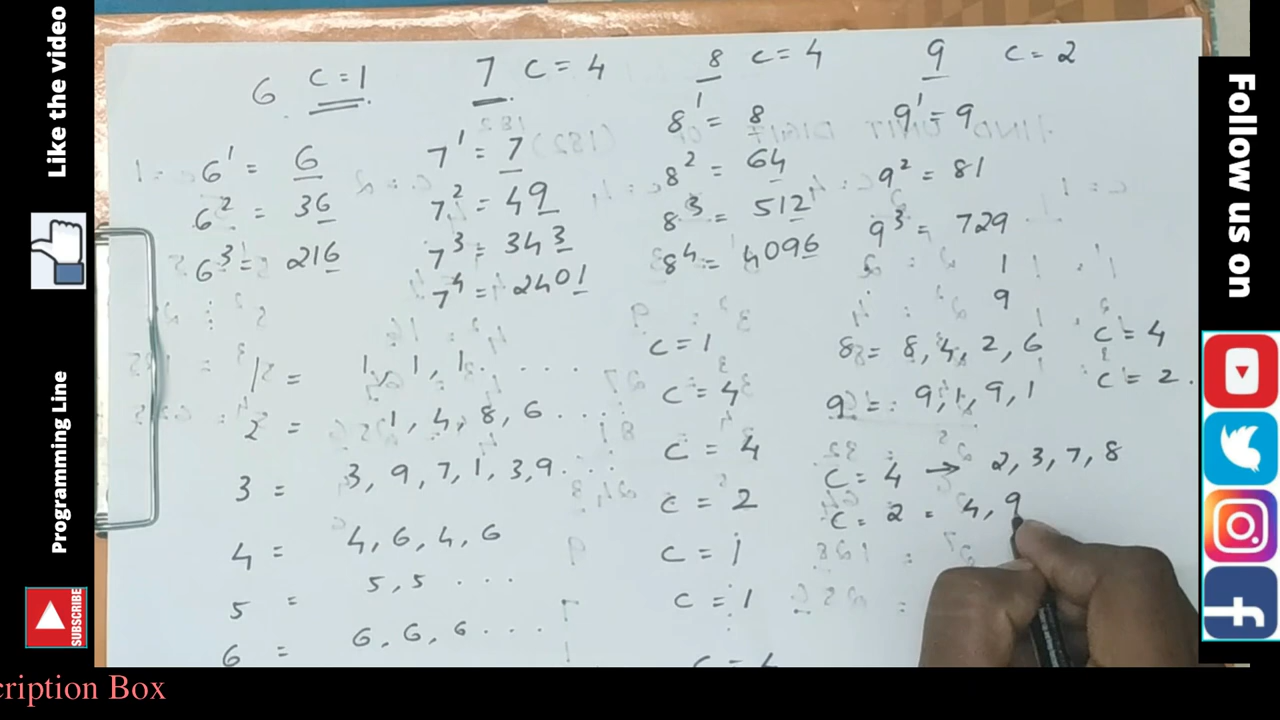 Like the video
Programming Line
SUBSCRIBE
Follow us on
cription Box
6 C=1
6¹ = 6
6² = 36
6³ = 216
7 C=4
7¹ = 7
7² = 49
7³ = 343
7⁴ = 2401
8 C=4
8¹ = 8
8² = 64
8³ = 512
8⁴ = 4096
9 C=2
9¹ = 9
9² = 81
9³ = 729
1
9
1 = 1, 1, 1 . . . . . C=1
2 = 1, 4, 8, 6 . . . C=4
3 = 3, 9, 7, 1, 3, 9 . . . C=4
4 = 4, 6, 4, 6 C=2
5 = 5, 5 . . . C=1
6 = 6, 6, 6 . . . C=1
8 = 8, 4, 2, 6 C=4
9 = 9, 1, 9, 1 C=2.
C=4 → 2, 3, 7, 8
C=2 = 4, 9